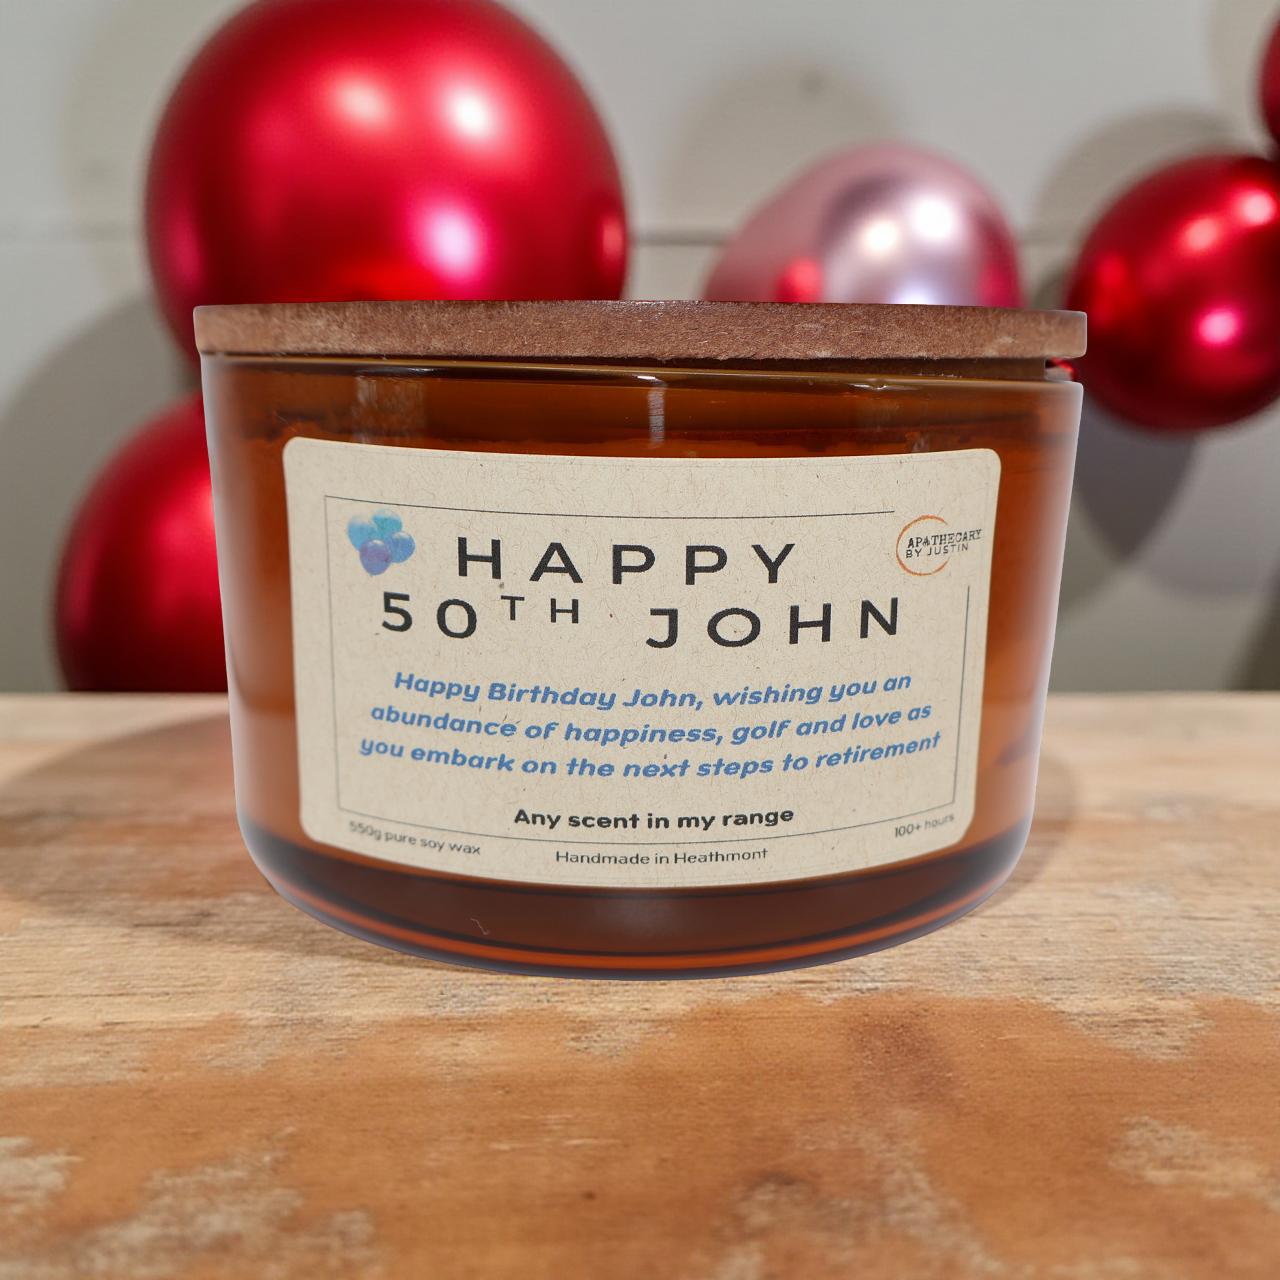 HAPPY
50TH JOHN
APATHECARY
BY JUSTIN
Happy Birthday John, wishing you an
abundance of happiness, golf and love as
you embark on the next steps to retirement
Any scent in my range
550g pure soy wax
Handmade in Heathmont
100+ hours